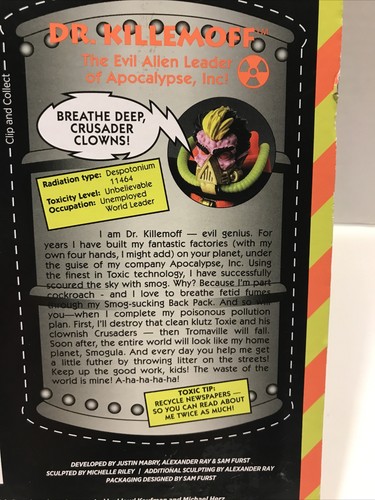 DR. KILLEMOFF™
The Evil Alien Leader
of Apocalypse, Inc!
Clip and Collect
BREATHE DEEP,
CRUSADER
CLOWNS!
Radiation type: Despotonium
11464
Toxicity Level: Unbelievable
Occupation: Unemployed
World Leader
I am Dr. Killemoff — evil genius. For
years I have built my fantastic factories (with my
own four hands, I might add) on your planet, under
the guise of my company Apocalypse, Inc. Using
the finest in Toxic technology, I have successfully
scoured the sky with smog. Why? Because I'm part
cockroach - and I love to breathe fetid fumes
through my Smog-sucking Back Pack. And so will
you—when I complete my poisonous pollution
plan. First, I'll destroy that clean klutz Toxie and his
clownish Crusaders — then Tromaville will fall.
Soon after, the entire world will look like my home
planet, Smogula. And every day you help me get
a little futher by throwing litter on the streets!
Keep up the good work, kids! The waste of the
world is mine! A-ha-ha-ha-ha!
TOXIC TIP:
RECYCLE NEWSPAPERS —
SO YOU CAN READ ABOUT
ME TWICE AS MUCH!
DEVELOPED BY JUSTIN MABRY, ALEXANDER RAY & SAM FURST
SCULPTED BY MICHELLE RILEY | ADDITIONAL SCULPTING BY ALEXANDER RAY
PACKAGING DESIGNED BY SAM FURST
Kaufman and Michael Herz